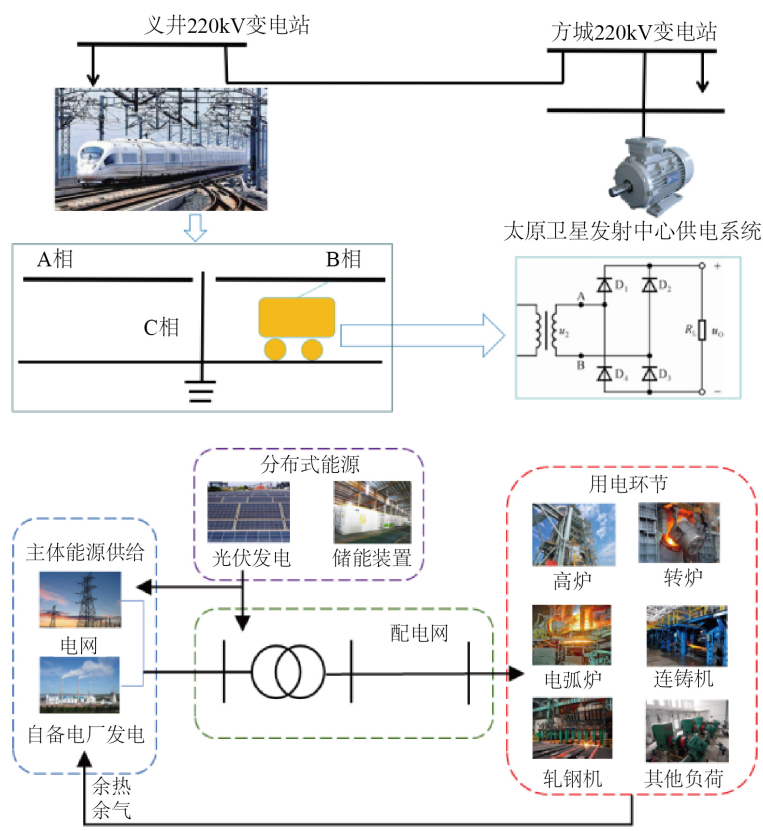 义井220kV变电站
方城220kV变电站
太原卫星发射中心供电系统
A相
B相
C相
A
B
u2
D1
D2
D4
D3
RL
uO
+
−
分布式能源
光伏发电
储能装置
主体能源供给
电网
自备电厂发电
配电网
用电环节
高炉
转炉
电弧炉
连铸机
轧钢机
其他负荷
余热
余气